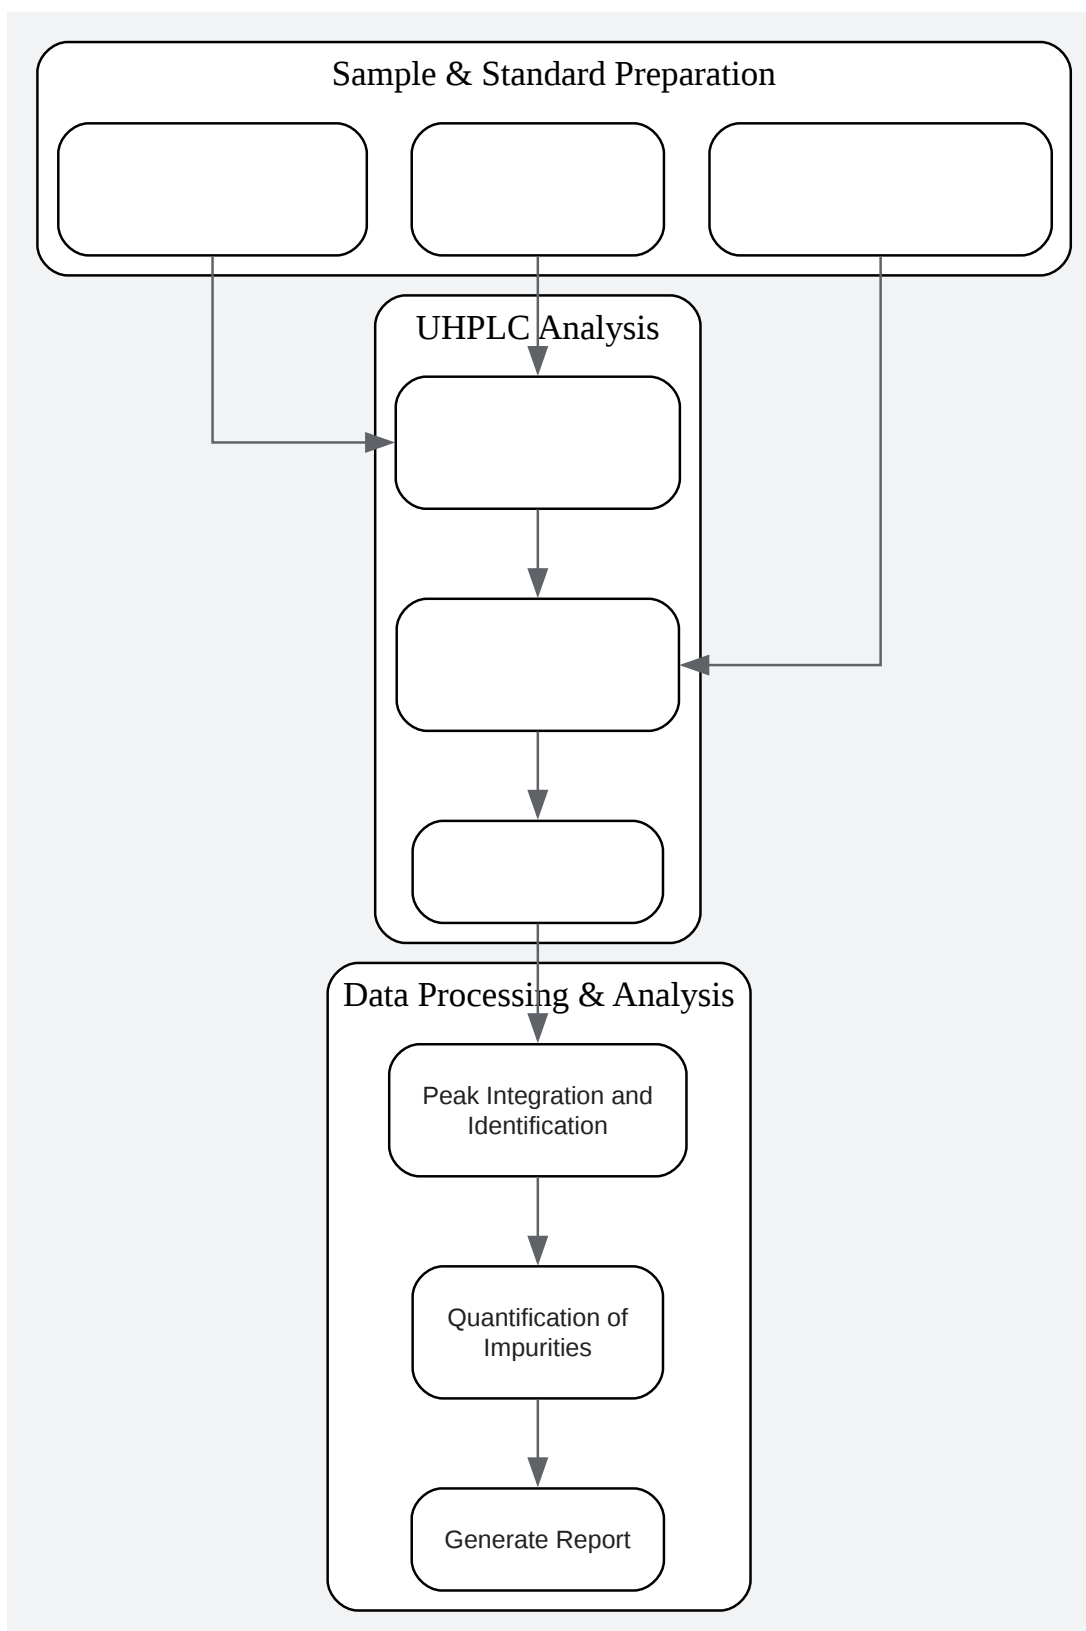 Sample & Standard Preparation
UHPLC Analysis
Data Processing & Analysis
Peak Integration and
Identification
Quantification of
Impurities
Generate Report